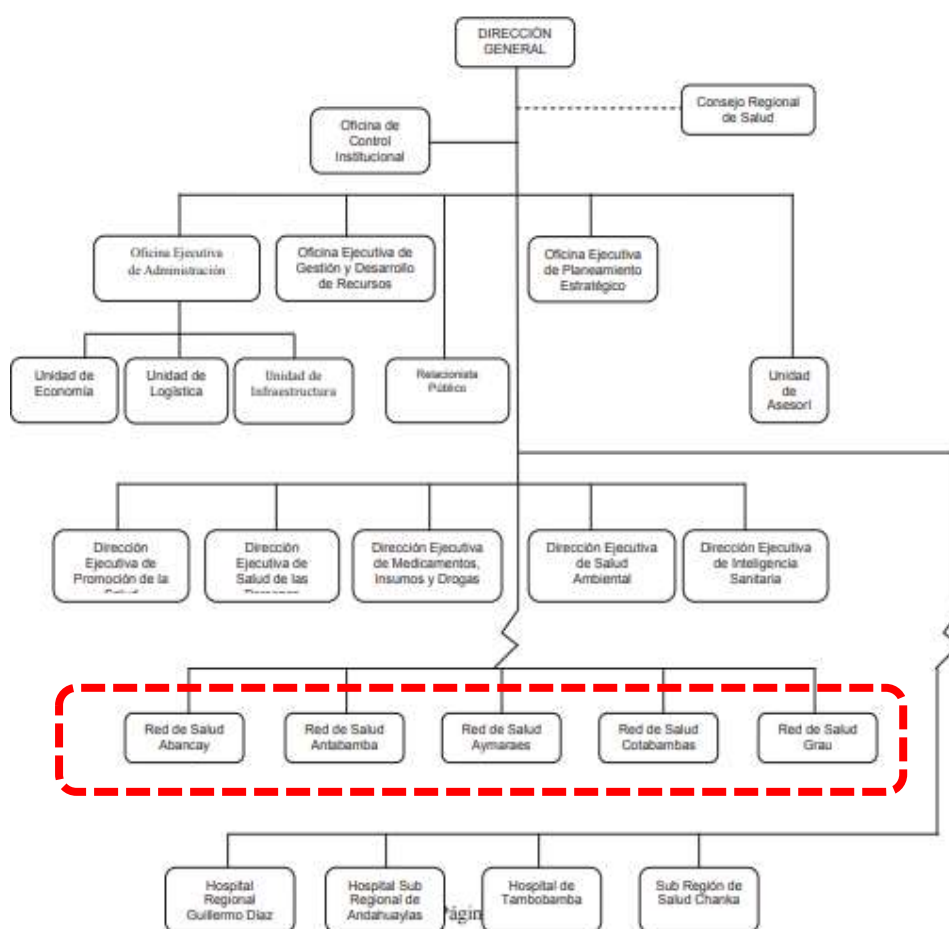 DIRECCIÓN
GENERAL
Consejo Regional
de Salud
Oficina de
Control
Institucional
Oficina Ejecutiva
de Administración
Oficina Ejecutiva de
Gestión y Desarrollo
de Recursos
Oficina Ejecutiva
de Planeamiento
Estratégico
Unidad de
Economía
Unidad de
Logística
Unidad de
Infraestructura
Relacionista
Público
Unidad
de
Asesorí
Dirección
Ejecutiva de
Promoción de la
Salud
Dirección
Ejecutiva de
Salud de las
Personas
Dirección Ejecutiva
de Medicamentos,
Insumos y Drogas
Dirección Ejecutiva
de Salud
Ambiental
Dirección Ejecutiva
de Inteligencia
Sanitaria
Red de Salud
Abancay
Red de Salud
Antabamba
Red de Salud
Aymaraes
Red de Salud
Cotabambas
Red de Salud
Grau
Hospital
Regional
Guillermo Díaz
Hospital Sub
Regional de
Andahuaylas
Págin
Hospital de
Tambobamba
Sub Región de
Salud Chanka